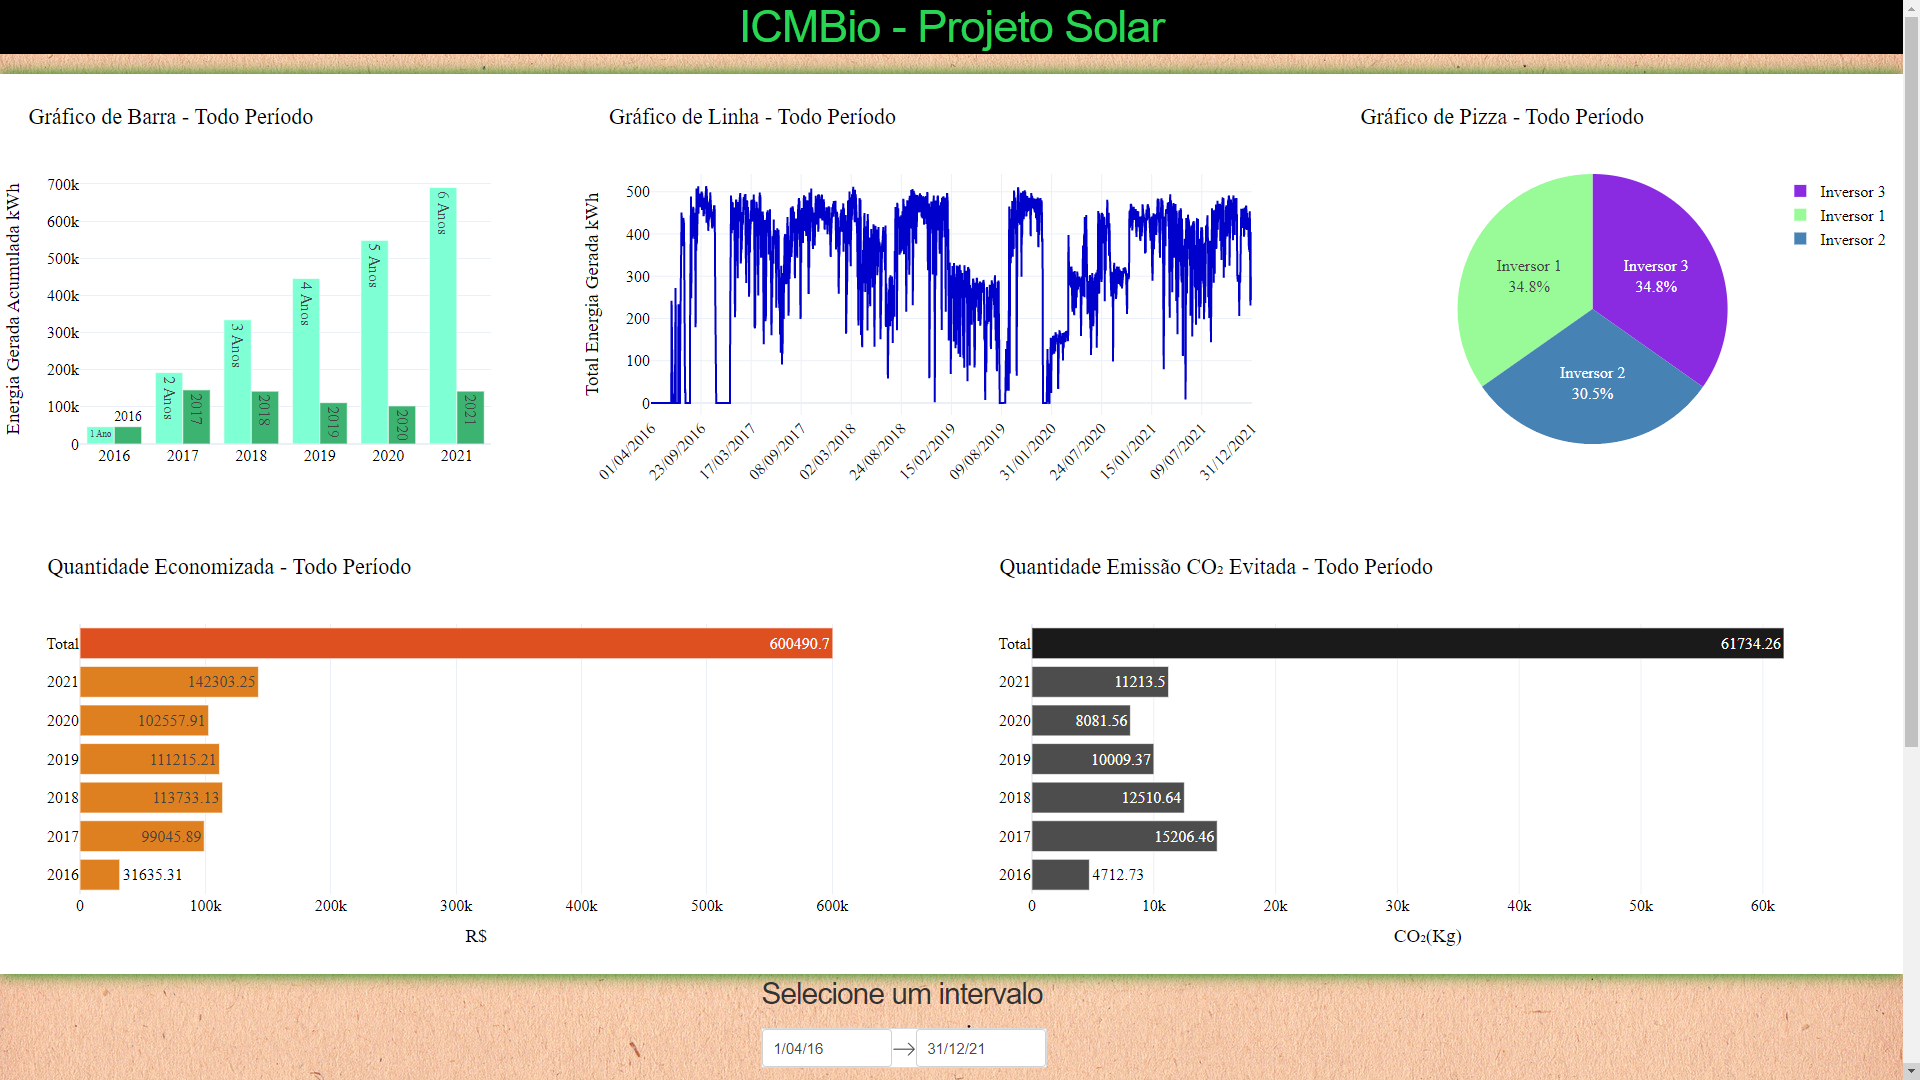 ICMBio - Projeto Solar
Gráfico de Barra - Todo Período
Energia Gerada Acumulada kWh
700k
600k
500k
400k
300k
200k
100k
0
1 Ano
2 Anos
3 Anos
4 Anos
5 Anos
6 Anos
2016
2017
2018
2019
2020
2021
2016 2017 2018 2019 2020 2021
Gráfico de Linha - Todo Período
Total Energia Gerada kWh
500
400
300
200
100
0
01/04/2016
23/09/2016
17/03/2017
08/09/2017
02/03/2018
24/08/2018
15/02/2019
09/08/2019
31/01/2020
24/07/2020
15/01/2021
09/07/2021
31/12/2021
Gráfico de Pizza - Todo Período
Inversor 1
34.8%
Inversor 3
34.8%
Inversor 2
30.5%
Inversor 3
Inversor 1
Inversor 2
Quantidade Economizada - Todo Período
Total 600490.7
2021 142303.25
2020 102557.91
2019 111215.21
2018 113733.13
2017 99045.89
2016 31635.31
0 100k 200k 300k 400k 500k 600k
R$
Quantidade Emissão CO₂ Evitada - Todo Período
Total 61734.26
2021 11213.5
2020 8081.56
2019 10009.37
2018 12510.64
2017 15206.46
2016 4712.73
0 10k 20k 30k 40k 50k 60k
CO₂(Kg)
Selecione um intervalo
1/04/16 → 31/12/21